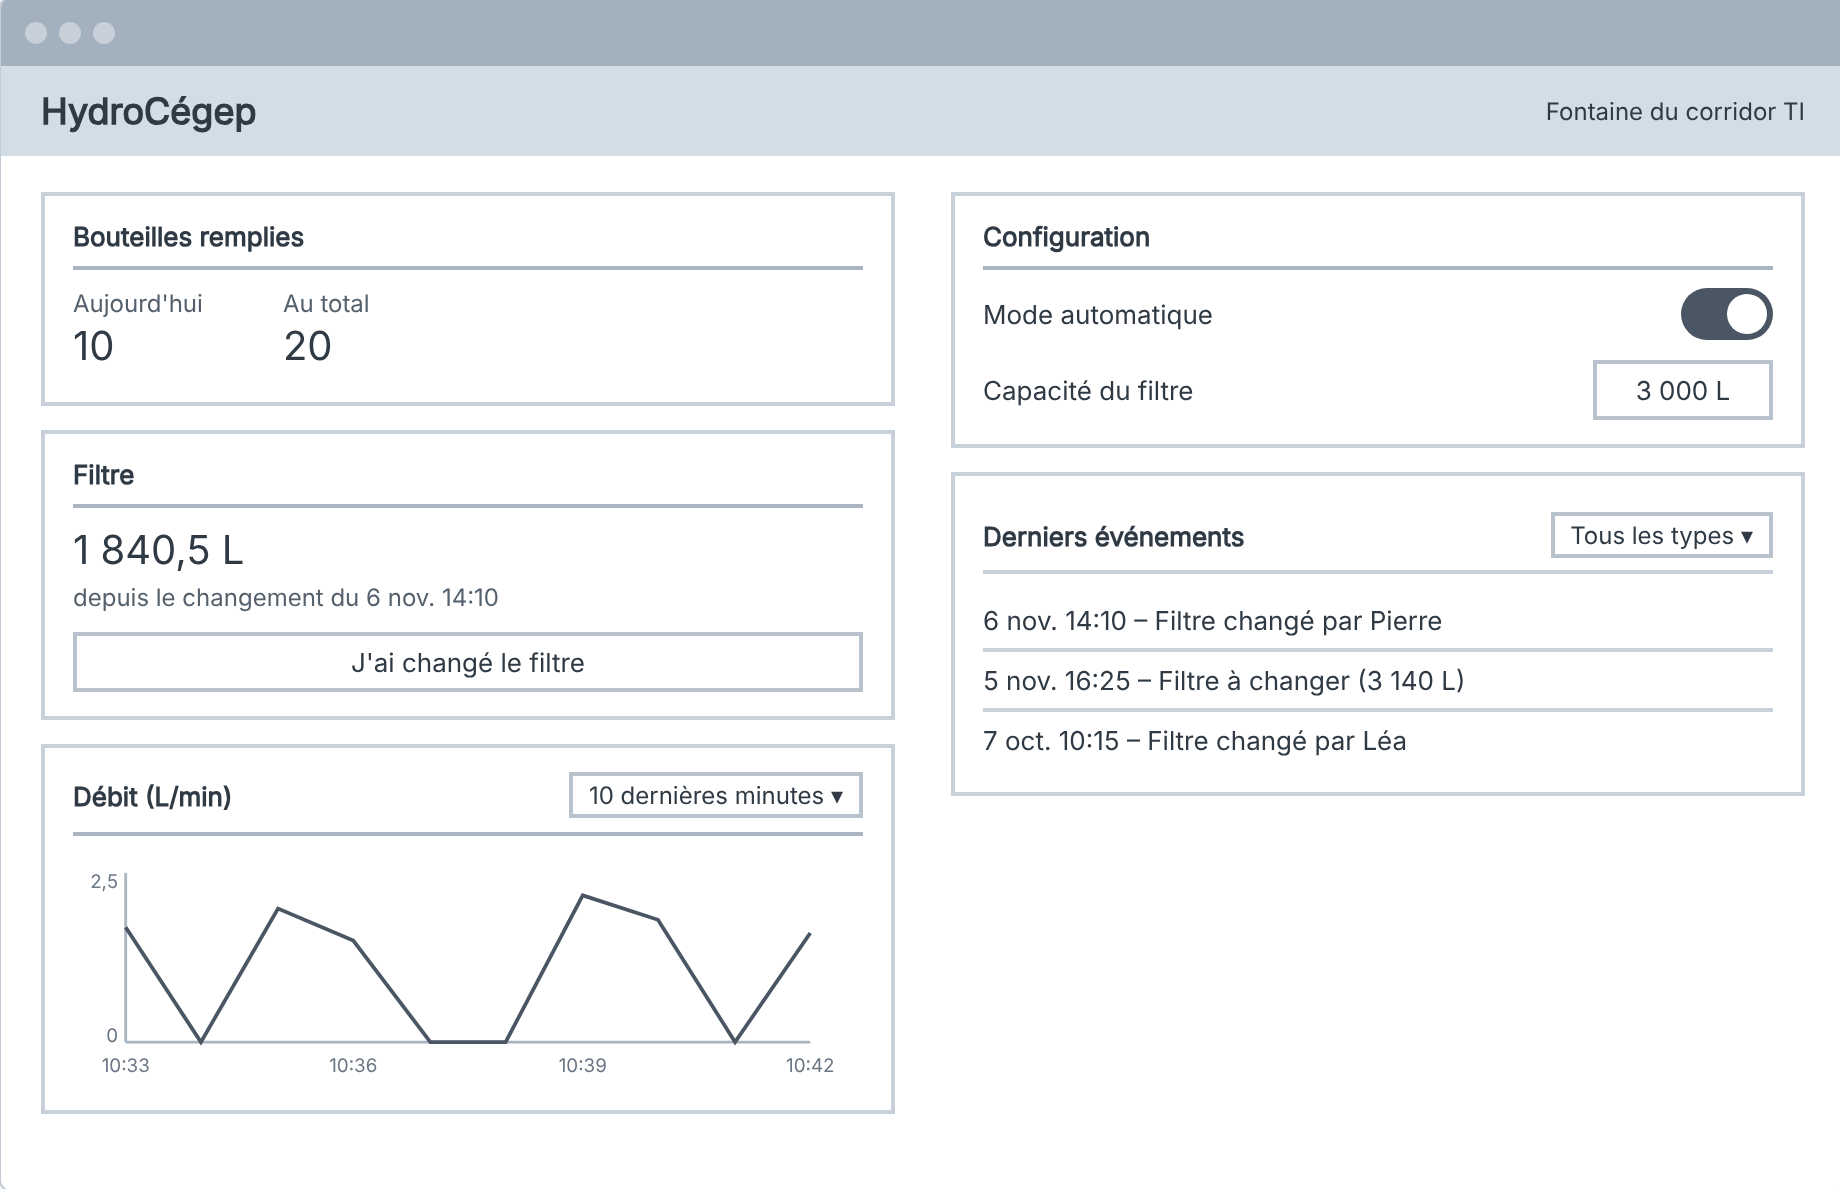 HydroCégep
Fontaine du corridor TI
Bouteilles remplies
Aujourd'hui
Au total
10
20
Filtre
1 840,5 L
depuis le changement du 6 nov. 14:10
J'ai changé le filtre
Débit (L/min)
10 dernières minutes ▾
2,5
0
10:33
10:36
10:39
10:42
Configuration
Mode automatique
Capacité du filtre
3 000 L
Derniers événements
Tous les types ▾
6 nov. 14:10 – Filtre changé par Pierre
5 nov. 16:25 – Filtre à changer (3 140 L)
7 oct. 10:15 – Filtre changé par Léa